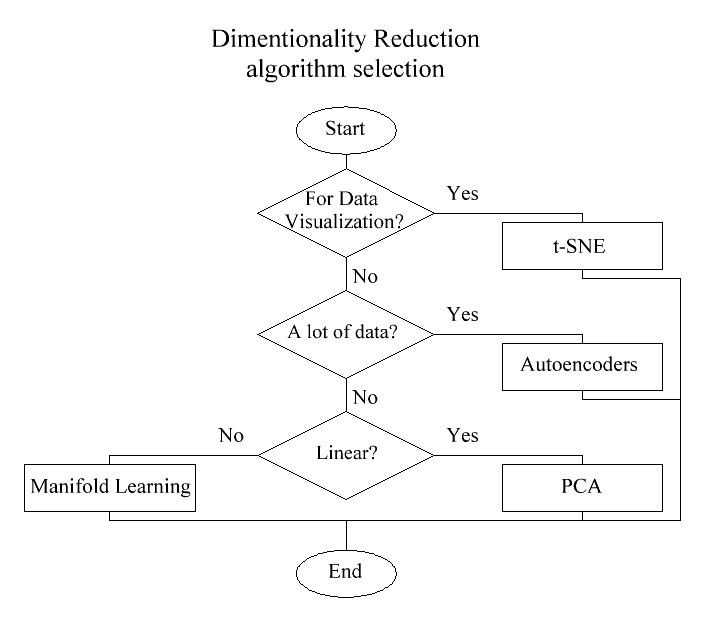 Dimentionality Reduction
algorithm selection
Start
For Data
Visualization?
Yes
t-SNE
No
A lot of data?
Yes
Autoencoders
No
Linear?
No
Yes
Manifold Learning
PCA
End